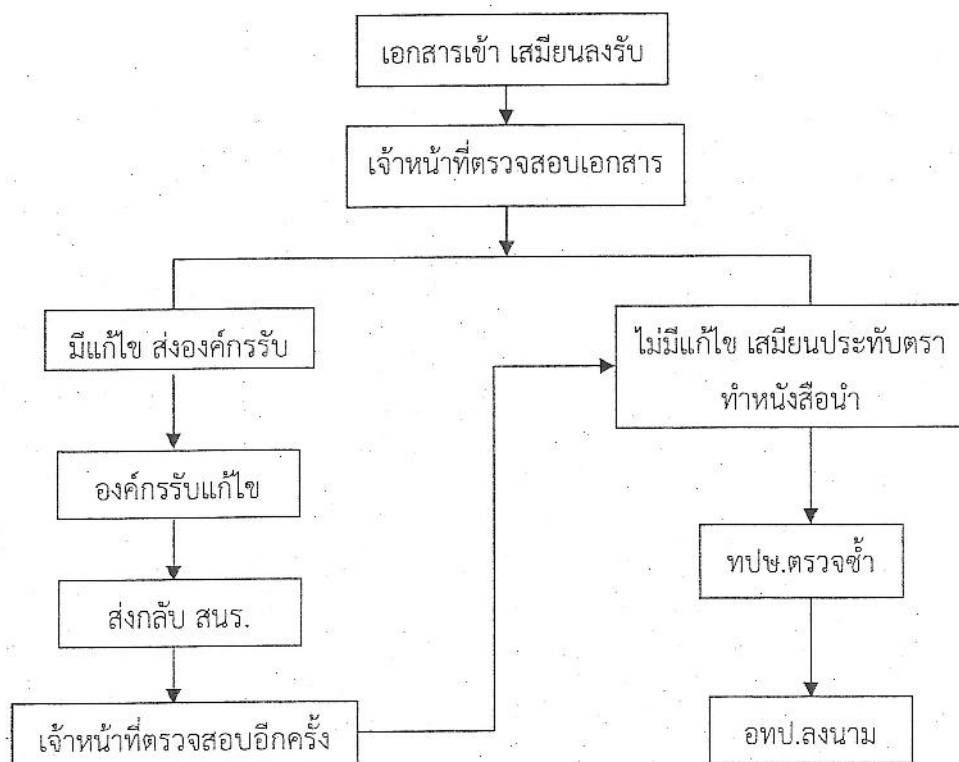 เอกสารเข้า เสมียนลงรับ
เจ้าหน้าที่ตรวจสอบเอกสาร
มีแก้ไข ส่งองค์กรรับ
องค์กรรับแก้ไข
ส่งกลับ สนร.
เจ้าหน้าที่ตรวจสอบอีกครั้ง
ไม่มีแก้ไข เสมียนประทับตรา
ทำหนังสือนำ
ทปษ.ตรวจซ้ำ
อทป.ลงนาม